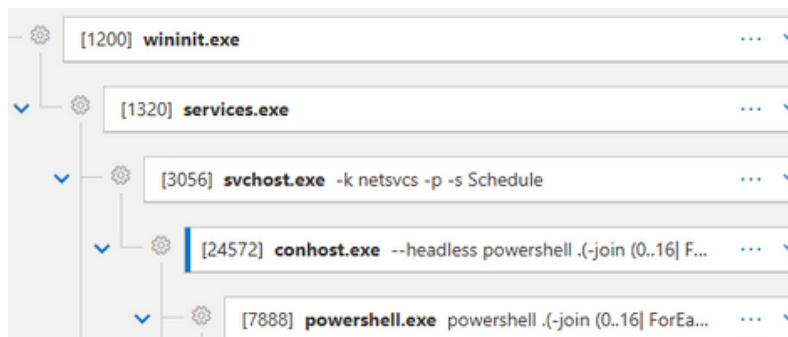 [1200] wininit.exe ...
[1320] services.exe ...
[3056] svchost.exe -k netsvcs -p -s Schedule ...
[24572] conhost.exe --headless powershell .(-join (0..16| F... ...
[7888] powershell.exe powershell .(-join (0..16| ForEa... ...